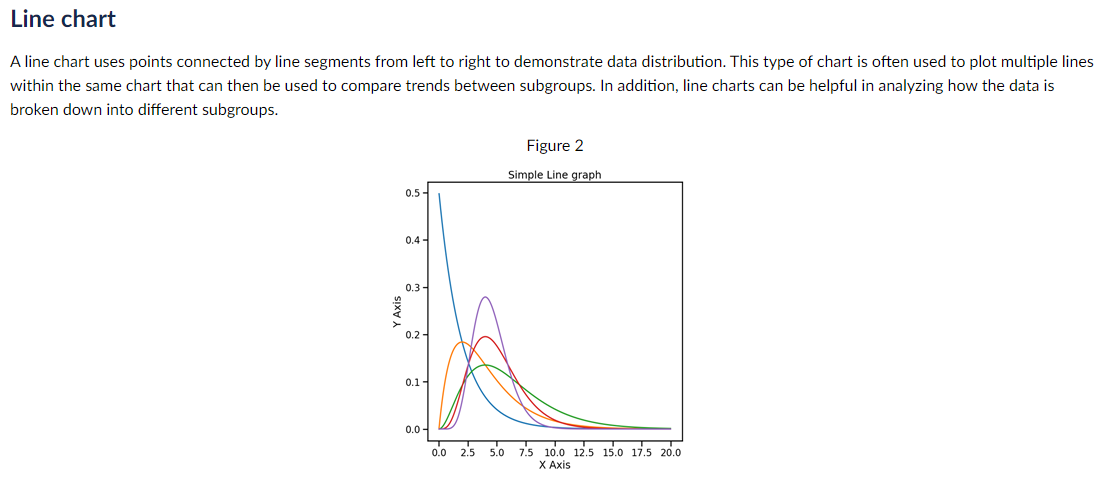 Line chart
A line chart uses points connected by line segments from left to right to demonstrate data distribution. This type of chart is often used to plot multiple lines
within the same chart that can then be used to compare trends between subgroups. In addition, line charts can be helpful in analyzing how the data is
broken down into different subgroups.
Figure 2
Simple Line graph
0.5
0.4
0.3
0.2
0.1
0.0
Y Axis
0.0 2.5 5.0 7.5 10.0 12.5 15.0 17.5 20.0
X Axis